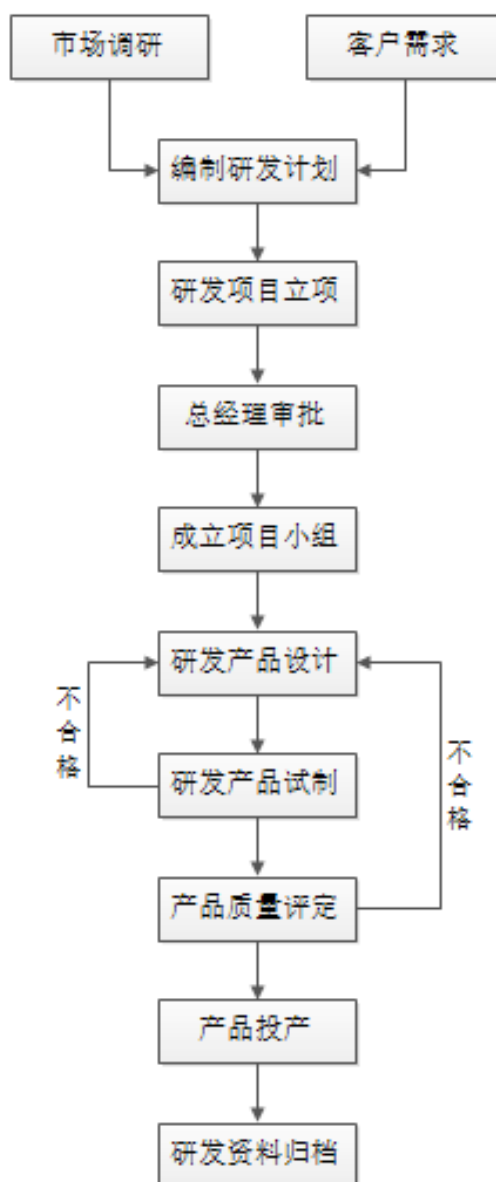 市场调研
客户需求
编制研发计划
研发项目立项
总经理审批
成立项目小组
研发产品设计
不合格
不合格
研发产品试制
产品质量评定
产品投产
研发资料归档